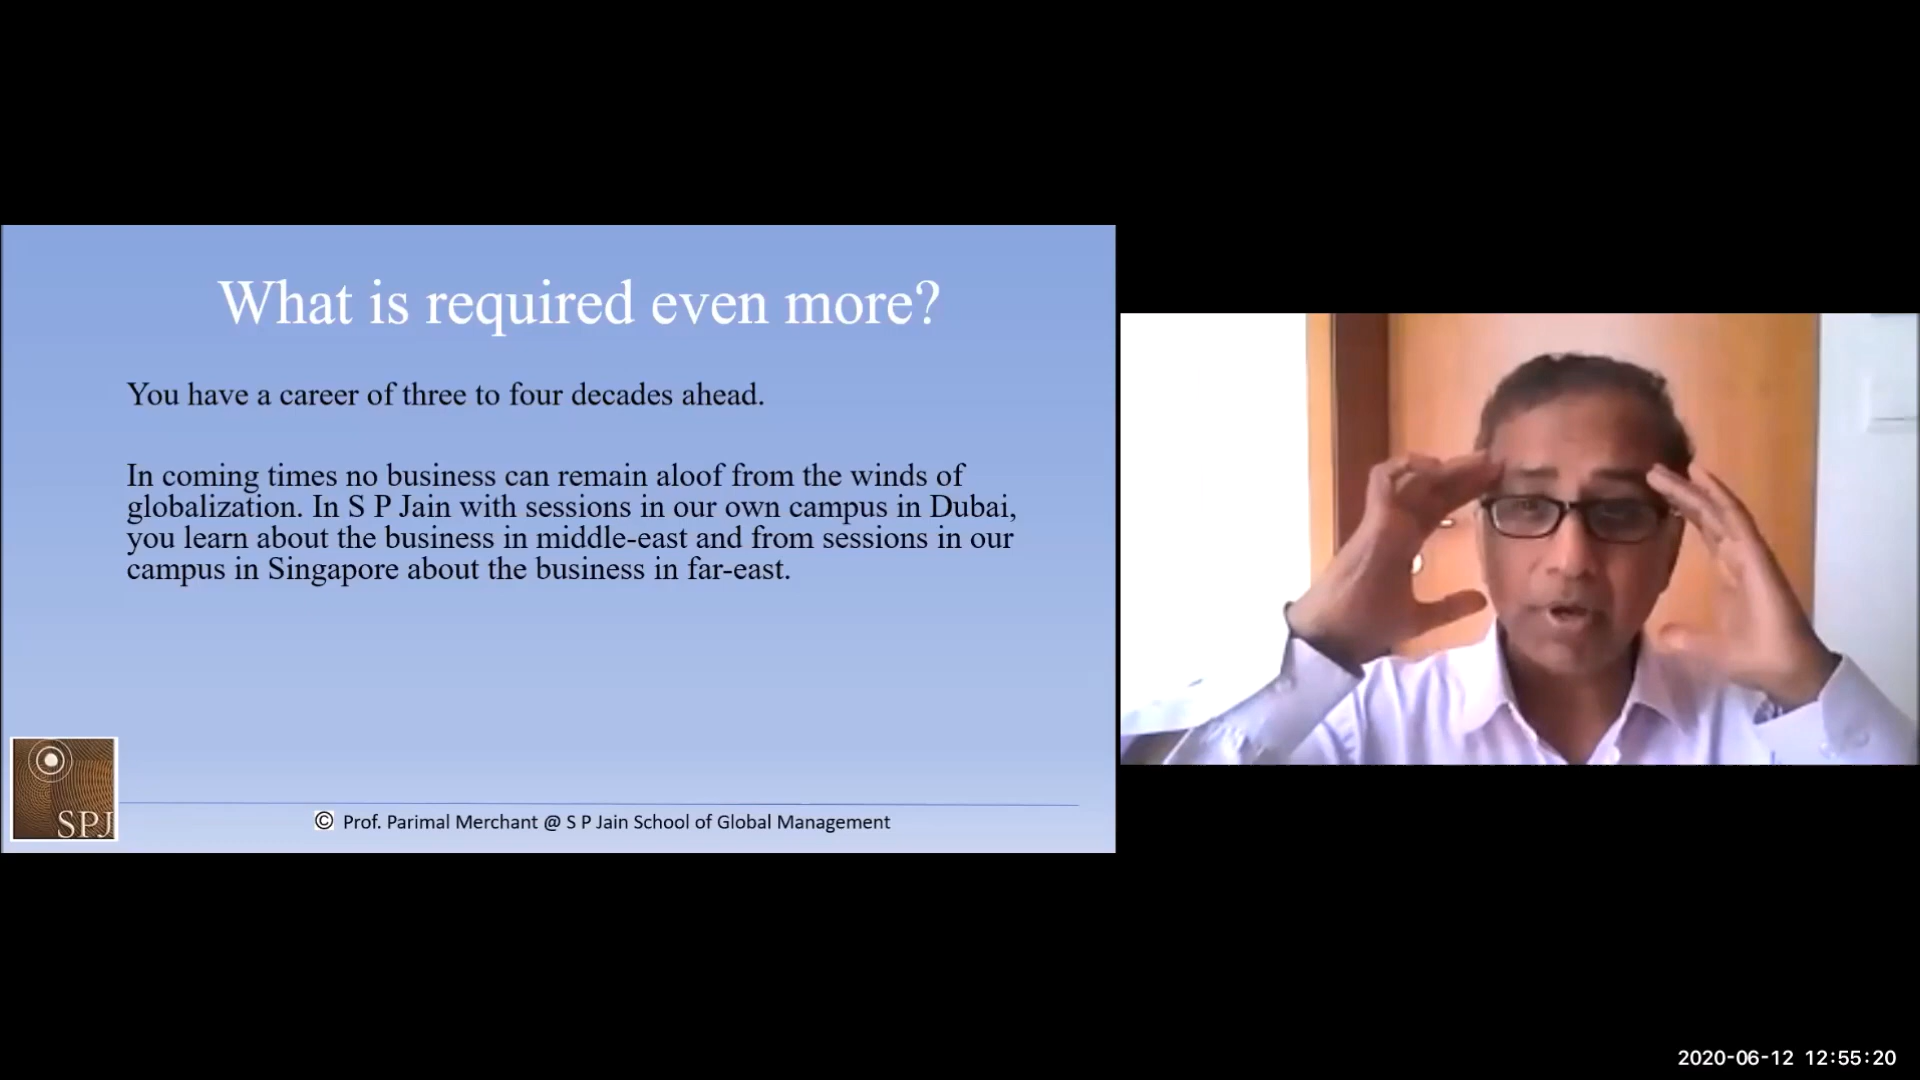 What is required even more?
You have a career of three to four decades ahead.
In coming times no business can remain aloof from the winds of
globalization. In S P Jain with sessions in our own campus in Dubai,
you learn about the business in middle-east and from sessions in our
campus in Singapore about the business in far-east.
SPJ
© Prof. Parimal Merchant @ S P Jain School of Global Management
2020-06-12 12:55:20